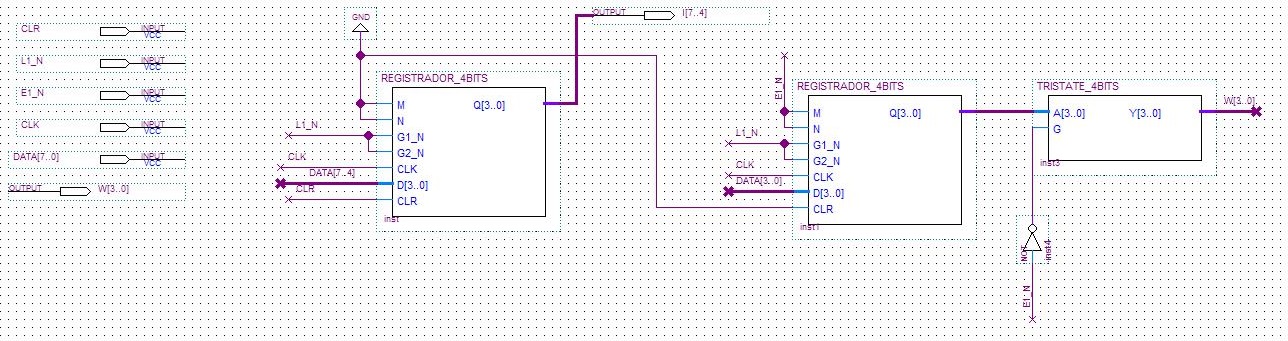 CLR INPUT VCC
L1_N INPUT VCC
E1_N INPUT VCC
CLK INPUT VCC
DATA[7..0] INPUT VCC
OUTPUT W[3..0]
GND
OUTPUT I[7..4]
REGISTRADOR_4BITS
M Q[3..0]
N
G1_N
G2_N
CLK
D[3..0]
CLR
inst
L1_N
CLK
DATA[7..4]
CLR
E1_N
REGISTRADOR_4BITS
M Q[3..0]
N
G1_N
G2_N
CLK
D[3..0]
CLR
inst1
L1_N
CLK
DATA[3..0]
TRISTATE_4BITS
A[3..0] Y[3..0]
G
inst3
W[3..0]
NOT
inst4
E1_N